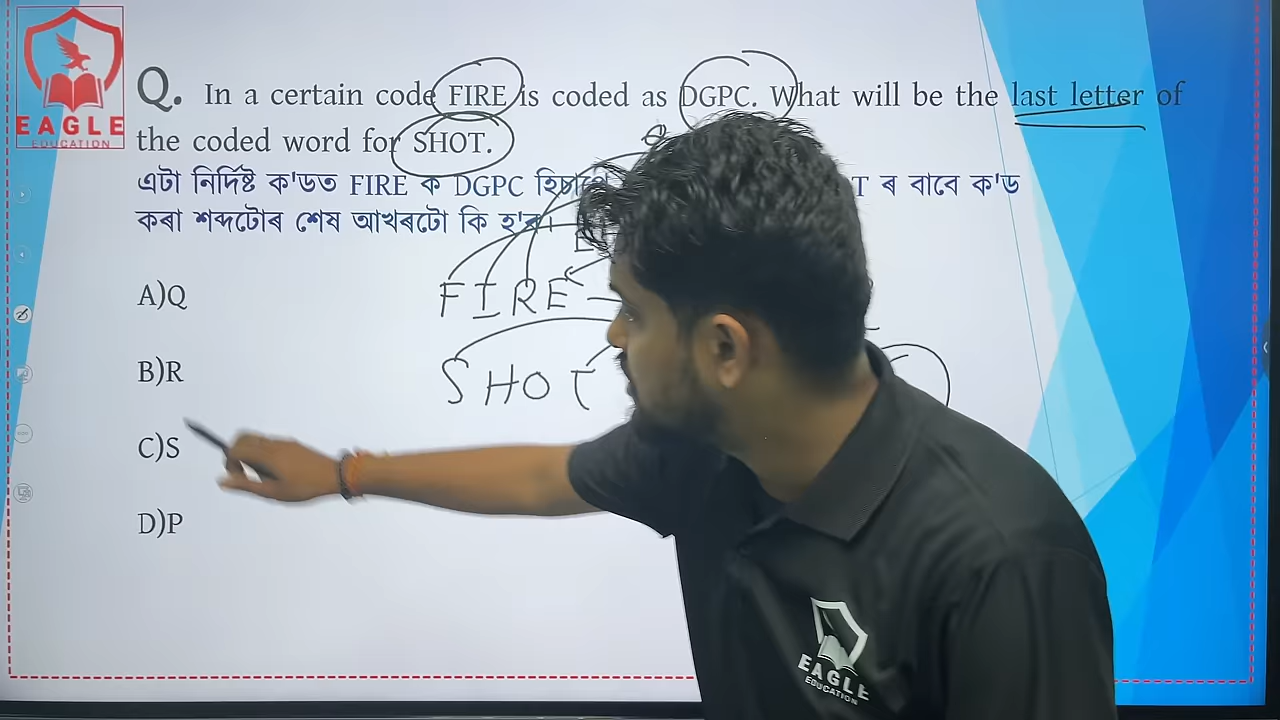 EAGLE
EDUCATION
Q. In a certain code FIRE is coded as DGPC. What will be the last letter of
the coded word for SHOT.
এটা নিৰ্দিষ্ট ক'ডত FIRE ক DGPC হিচাপে T ৰ বাবে ক'ড
কৰা শব্দটোৰ শেষ আখৰটো কি হ'ব।
A)Q
B)R
C)S
D)P
FIRE
SHOT
EAGLE
EDUCATION